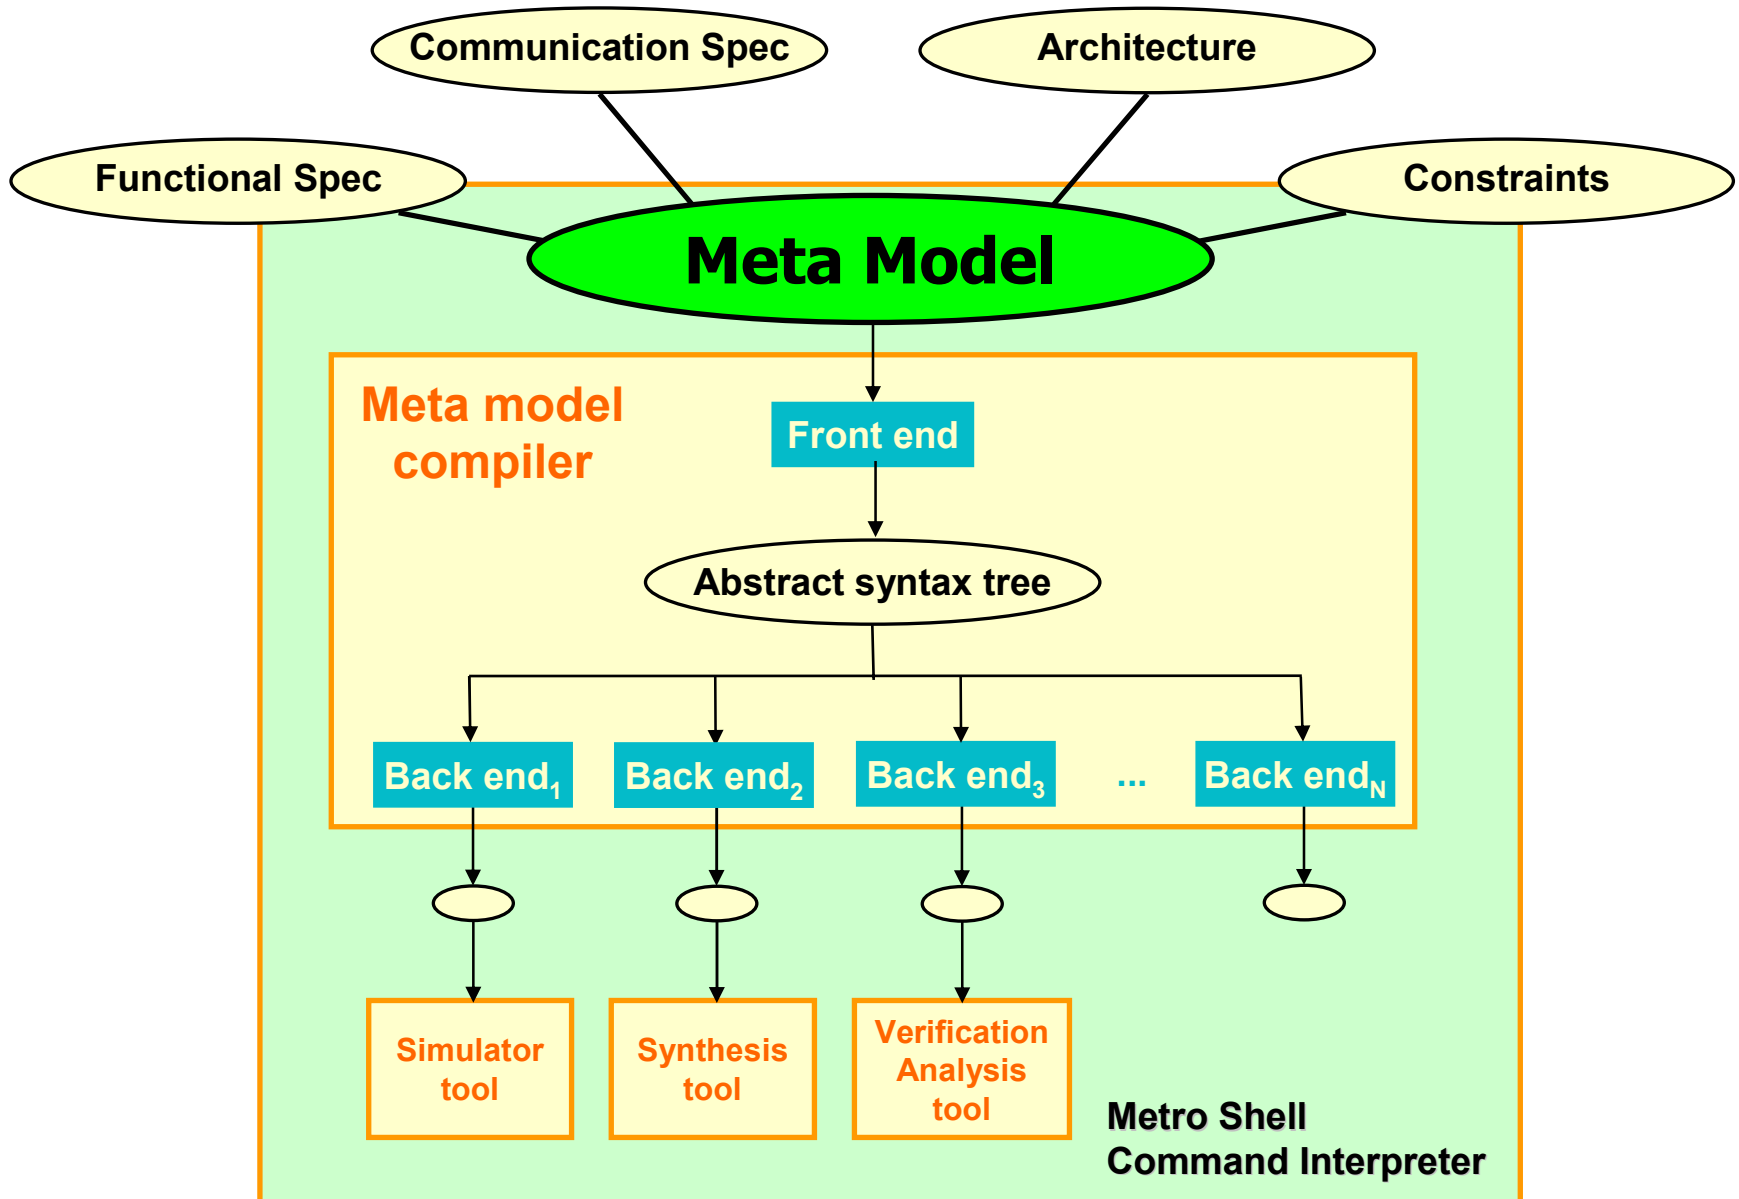 Communication Spec
Architecture
Functional Spec
Constraints
Meta Model
Meta model
compiler
Front end
Abstract syntax tree
Back end1
Back end2
Back end3
...
Back endN
Simulator
tool
Synthesis
tool
Verification
Analysis
tool
Metro Shell
Command Interpreter